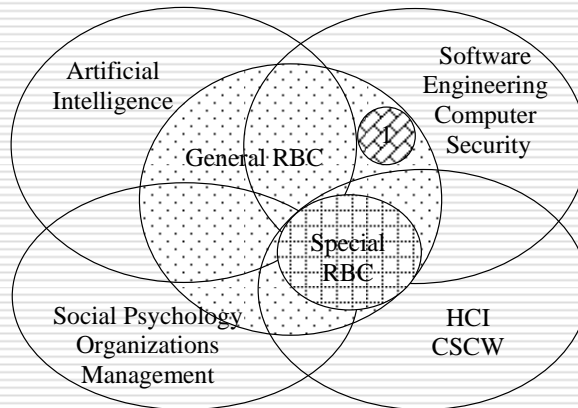 Artificial
Intelligence
Software
Engineering
Computer
Security
General RBC
1
Special
RBC
Social Psychology
Organizations
Management
HCI
CSCW